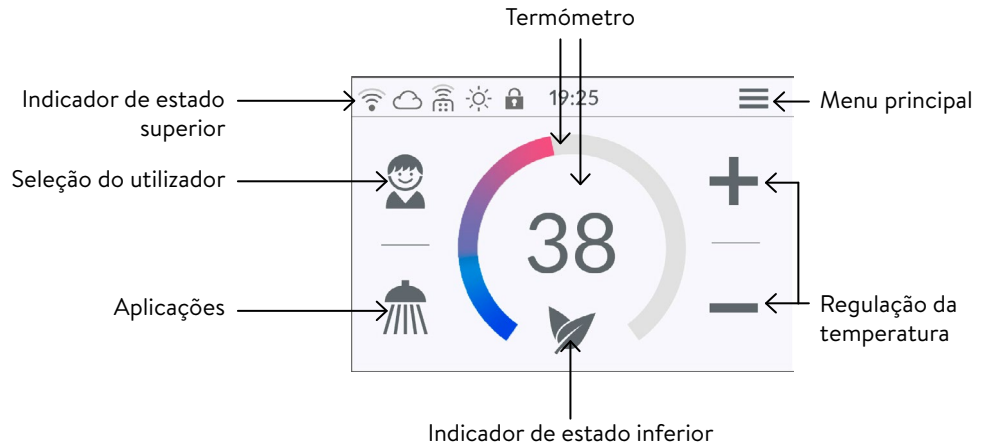 Termómetro
Indicador de estado
superior
19:25
Menu principal
Seleção do utilizador
38
Aplicações
Regulação da
temperatura
Indicador de estado inferior